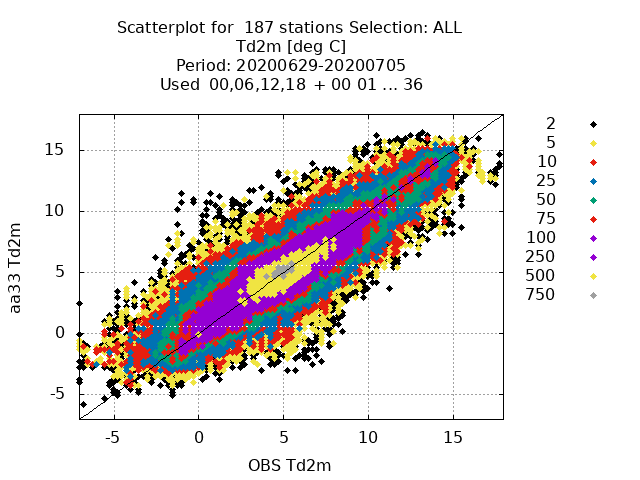 Scatterplot for 187 stations Selection: ALL
Td2m [deg C]
Period: 20200629-20200705
Used 00,06,12,18 + 00 01 ... 36
2
5
10
25
50
75
100
250
500
750
15
10
5
0
-5
aa33 Td2m
-5 0 5 10 15
OBS Td2m